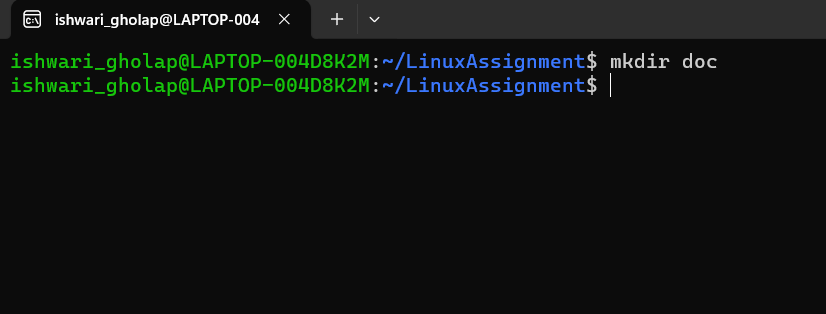 ishwari_gholap@LAPTOP-004
ishwari_gholap@LAPTOP-004D8K2M:~/LinuxAssignment$ mkdir doc
ishwari_gholap@LAPTOP-004D8K2M:~/LinuxAssignment$